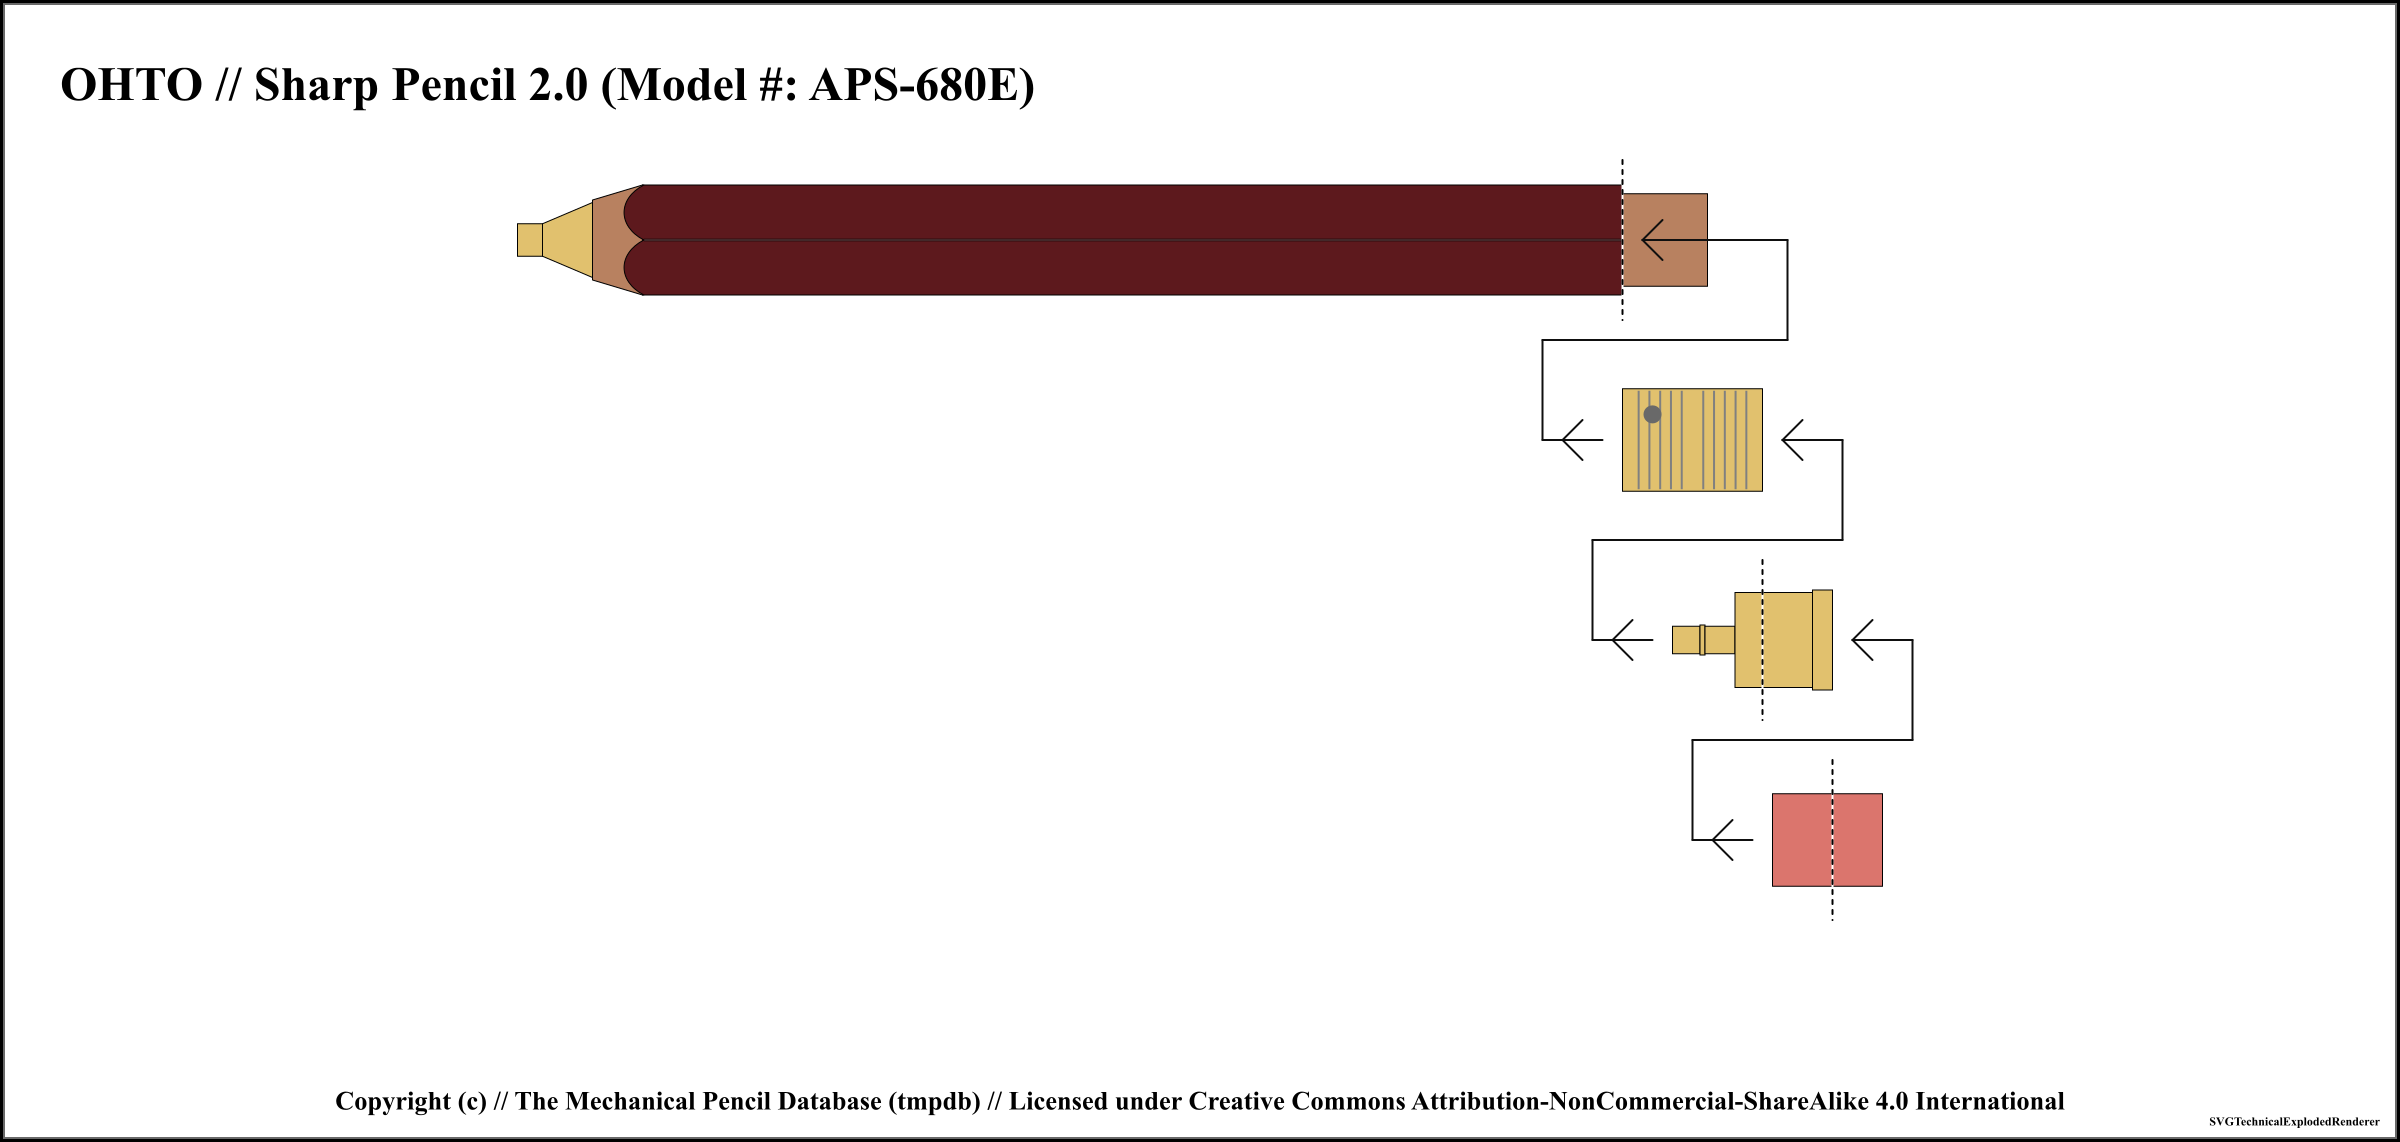 OHTO // Sharp Pencil 2.0 (Model #: APS-680E)
Copyright (c) // The Mechanical Pencil Database (tmpdb) // Licensed under Creative Commons Attribution-NonCommercial-ShareAlike 4.0 International
SVGTechnicalExplodedRenderer